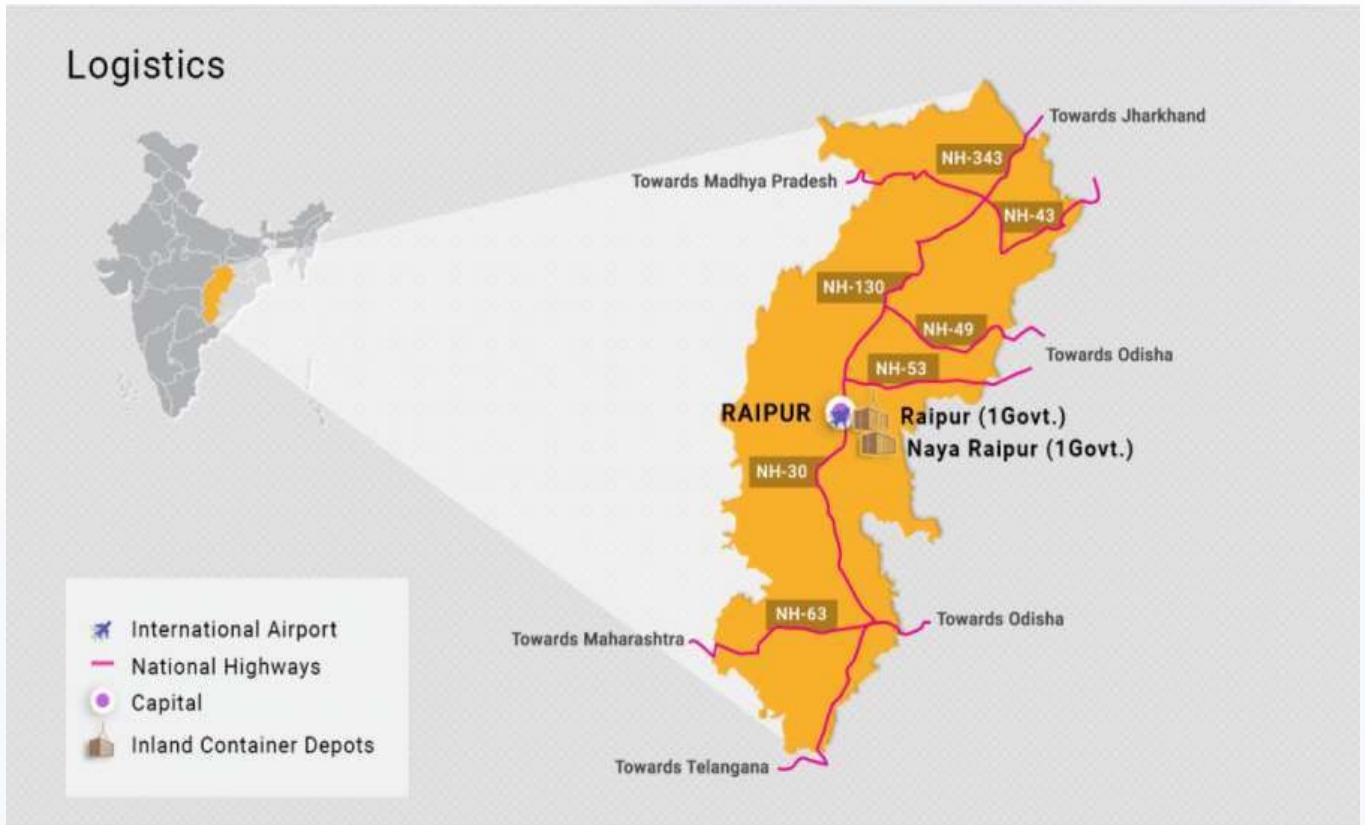 Logistics
Towards Jharkhand
NH-343
Towards Madhya Pradesh
NH-43
NH-130
NH-49
Towards Odisha
NH-53
RAIPUR
Raipur (1Govt.)
Naya Raipur (1Govt.)
NH-30
NH-63
Towards Odisha
Towards Maharashtra
Towards Telangana
International Airport
National Highways
Capital
Inland Container Depots